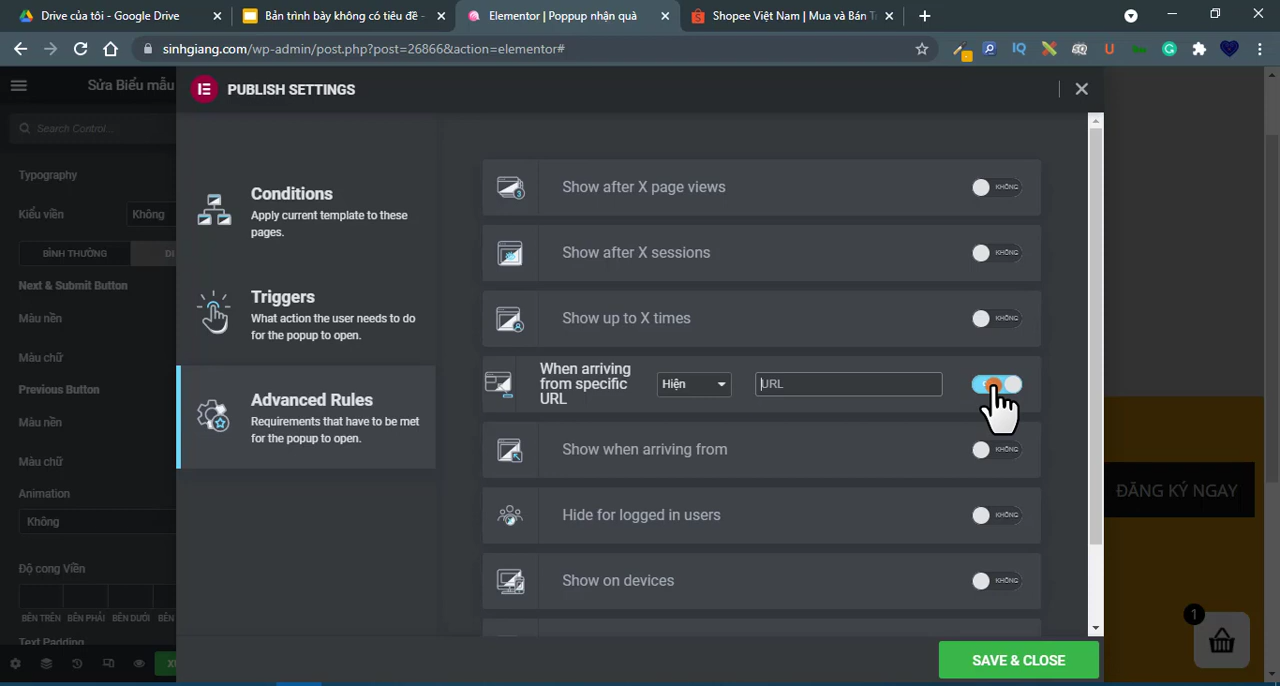 Drive của tôi - Google Drive
Bản trình bày không có tiêu đề -
Elementor | Poppup nhận quà
Shopee Việt Nam | Mua và Bán T
sinhgiang.com/wp-admin/post.php?post=26866&action=elementor#
IQ
SQ
U
G
Sửa Biểu mẫu
Search Control...
Typography
Kiểu viền
Không
BÌNH THƯỜNG
DI
Next & Submit Button
Màu nền
Màu chữ
Previous Button
Màu nền
Màu chữ
Animation
Không
Độ cong Viền
BÊN TRÊN
BÊN PHẢI
BÊN DƯỚI
BÊN
Text Padding
PUBLISH SETTINGS
Conditions
Apply current template to these
pages.
Triggers
What action the user needs to do
for the popup to open.
Advanced Rules
Requirements that have to be met
for the popup to open.
Show after X page views
KHÔNG
Show after X sessions
KHÔNG
Show up to X times
KHÔNG
When arriving
from specific
URL
Hiện
URL
Show when arriving from
KHÔNG
Hide for logged in users
KHÔNG
Show on devices
KHÔNG
SAVE & CLOSE
ĐĂNG KÝ NGAY
1